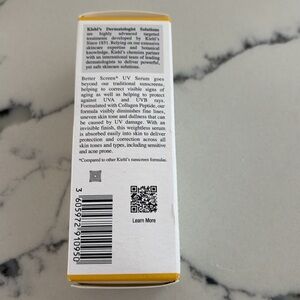 Kiehl's Dermatologist Solutions
are highly advanced targeted
treatments developed by Kiehl's
Since 1851. Relying on our extensive
skincare expertise and botanical
knowledge, Kiehl's chemists partner
with an international team of leading
dermatologists to deliver powerful,
yet safe skincare solutions.
Better Screen™ UV Serum goes
beyond our traditional sunscreens,
helping to correct visible signs of
aging as well as helping to protect
against UVA and UVB rays.
Formulated with Collagen Peptide, our
formula visibly diminishes fine lines,
uneven skin tone and dullness that can
be caused by UV damage. With an
invisible finish, this weightless serum
is absorbed easily into skin to deliver
protection and correction across all
skin tones and types, including sensitive
and acne prone.
*Compared to other Kiehl's sunscreen formulas.
3 605972 910950
Learn More